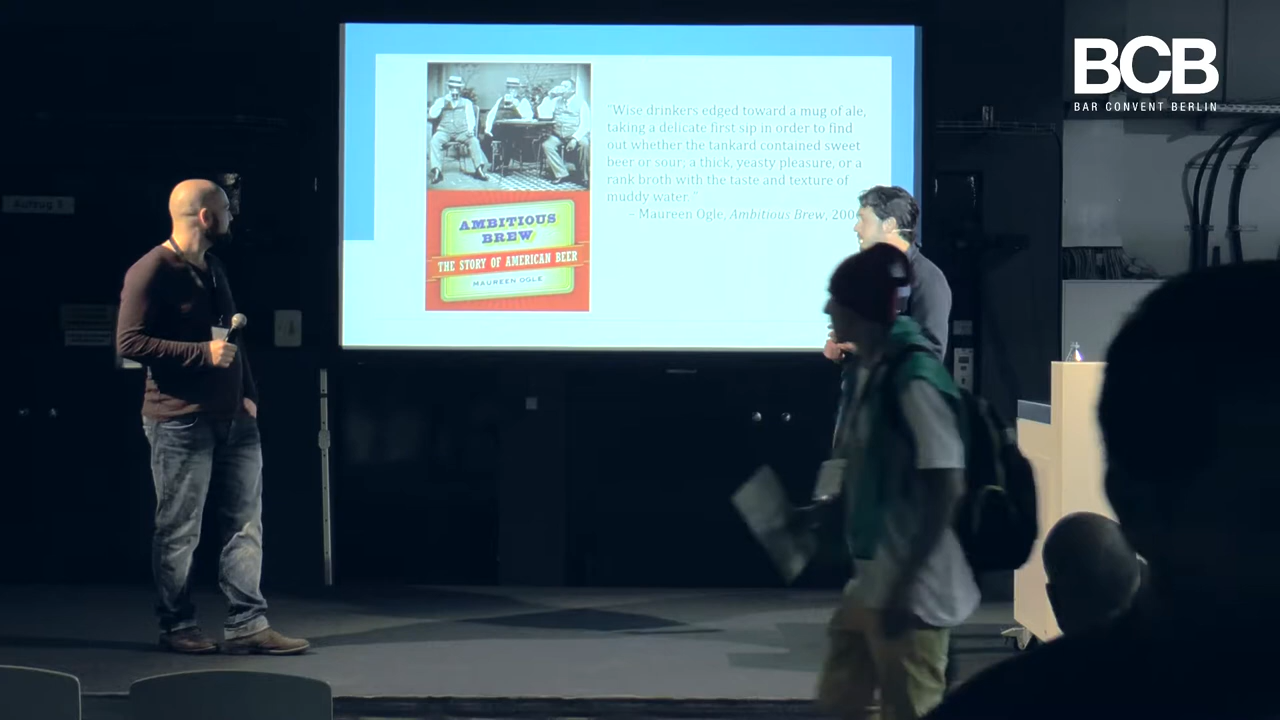 BCB
BAR CONVENT BERLIN
"Wise drinkers edged toward a mug of ale,
taking a delicate first sip in order to find
out whether the tankard contained sweet
beer or sour; a thick, yeasty pleasure, or a
rank broth with the taste and texture of
muddy water."
– Maureen Ogle, Ambitious Brew,
AMBITIOUS
BREW
THE STORY OF AMERICAN BEER
MAUREEN OGLE